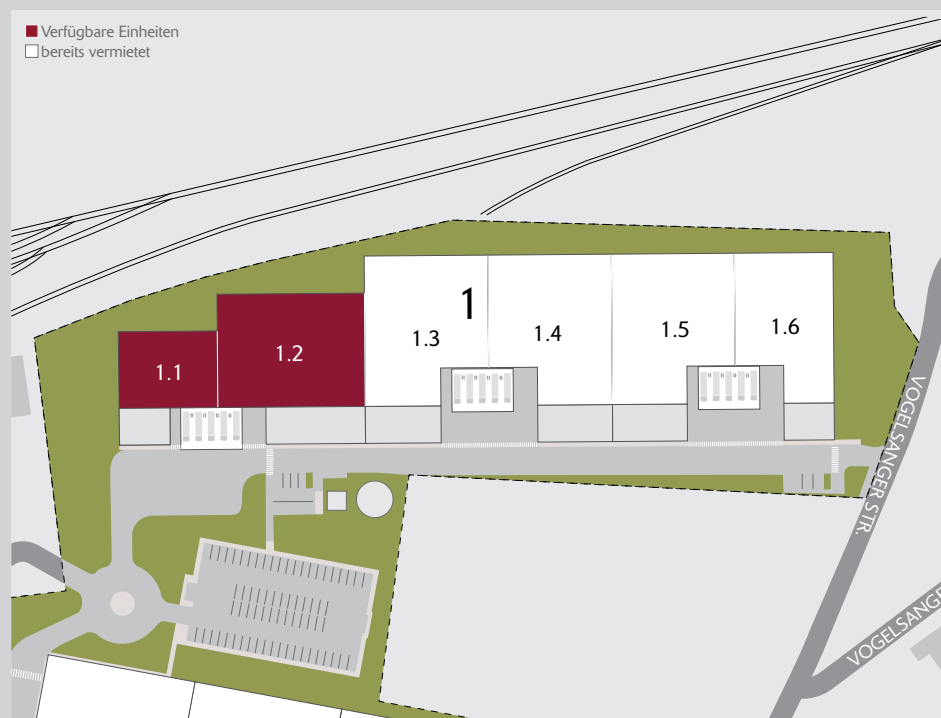 Verfügbare Einheiten
bereits vermietet
1
1.1
1.2
1.3
1.4
1.5
1.6
VOGELSANGER STR.
VOGELSANGE